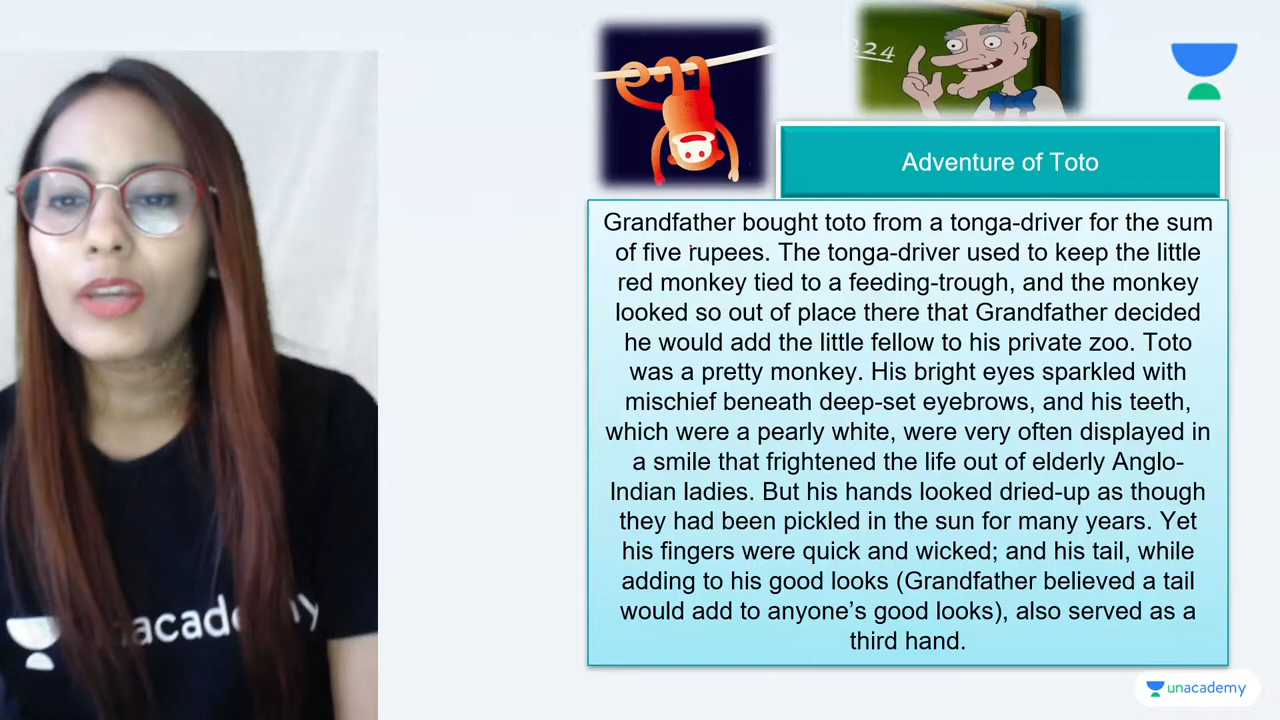 224
Adventure of Toto
Grandfather bought toto from a tonga-driver for the sum
of five rupees. The tonga-driver used to keep the little
red monkey tied to a feeding-trough, and the monkey
looked so out of place there that Grandfather decided
he would add the little fellow to his private zoo. Toto
was a pretty monkey. His bright eyes sparkled with
mischief beneath deep-set eyebrows, and his teeth,
which were a pearly white, were very often displayed in
a smile that frightened the life out of elderly Anglo-
Indian ladies. But his hands looked dried-up as though
they had been pickled in the sun for many years. Yet
his fingers were quick and wicked; and his tail, while
adding to his good looks (Grandfather believed a tail
would add to anyone’s good looks), also served as a
third hand.
unacademy
unacademy